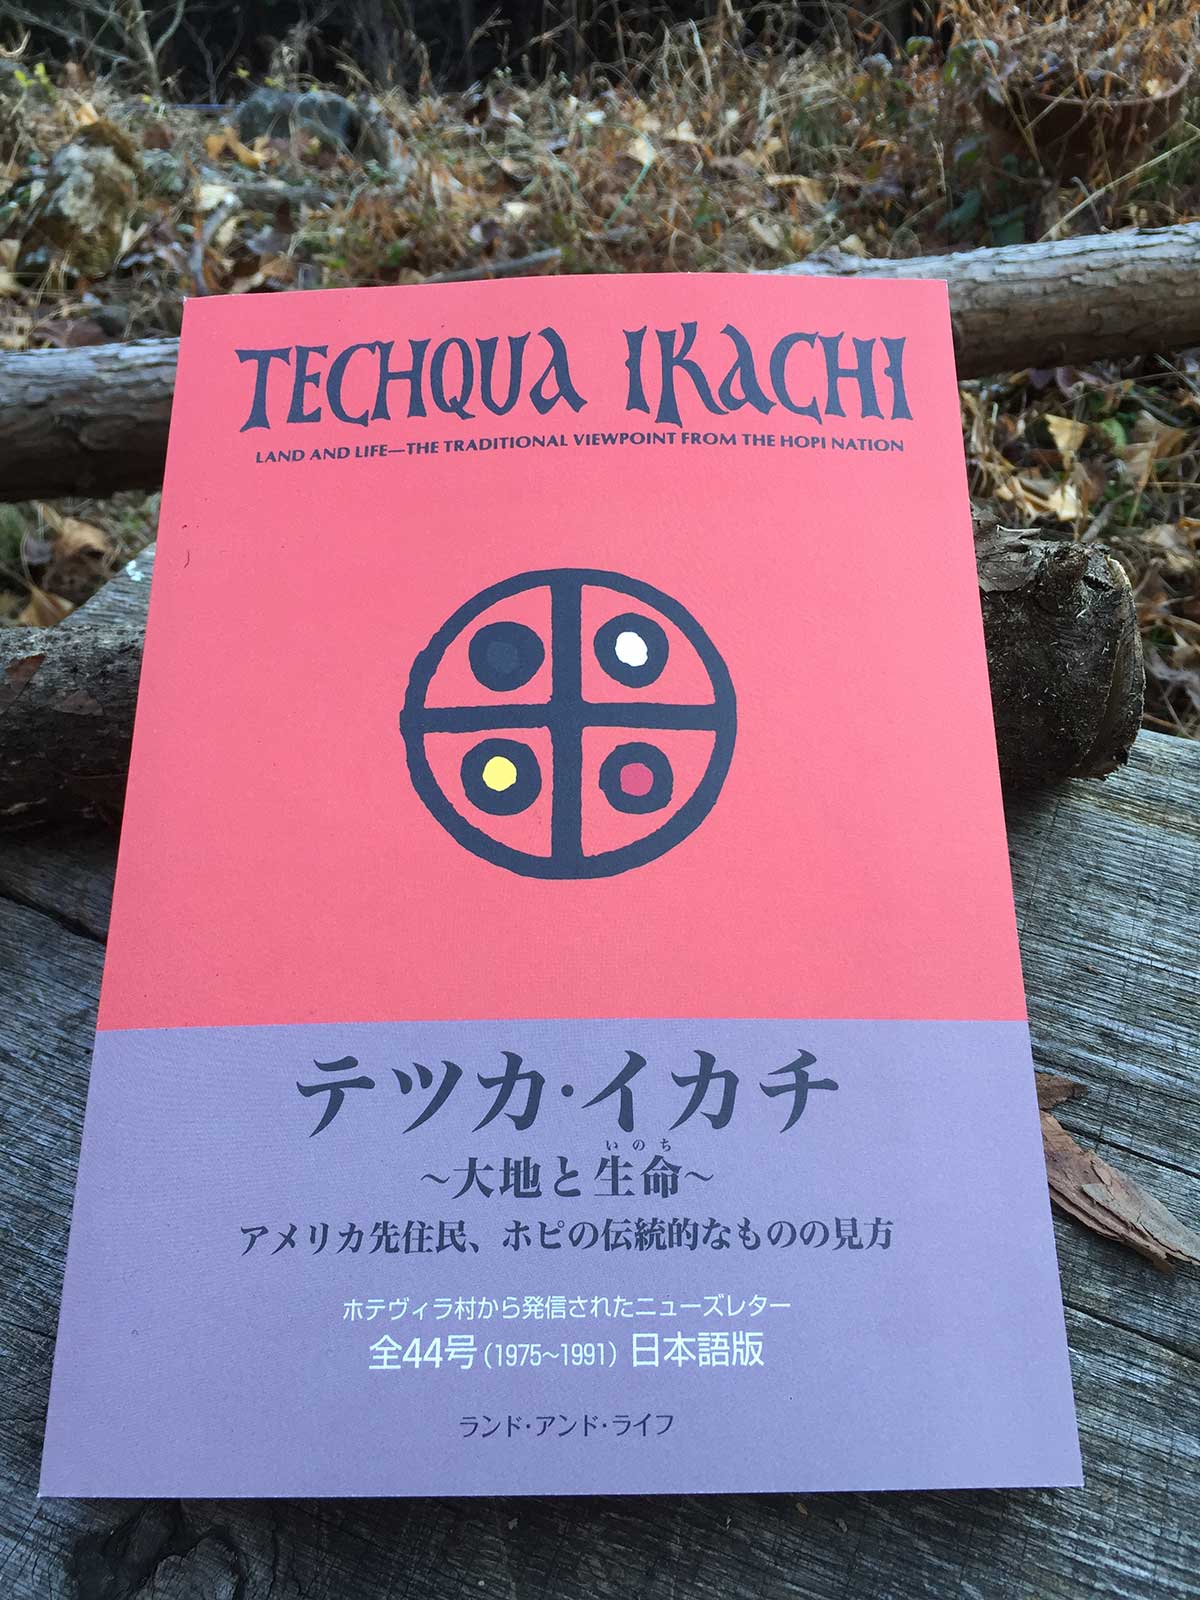 TECHQUA IKACHI
LAND AND LIFE—THE TRADITIONAL VIEWPOINT FROM THE HOPI NATION
テツカ・イカチ
いのち
~大地と生命~
アメリカ先住民、ホピの伝統的なものの見方
ホテヴィラ村から発信されたニューズレター
全44号(1975~1991) 日本語版
ランド・アンド・ライフ